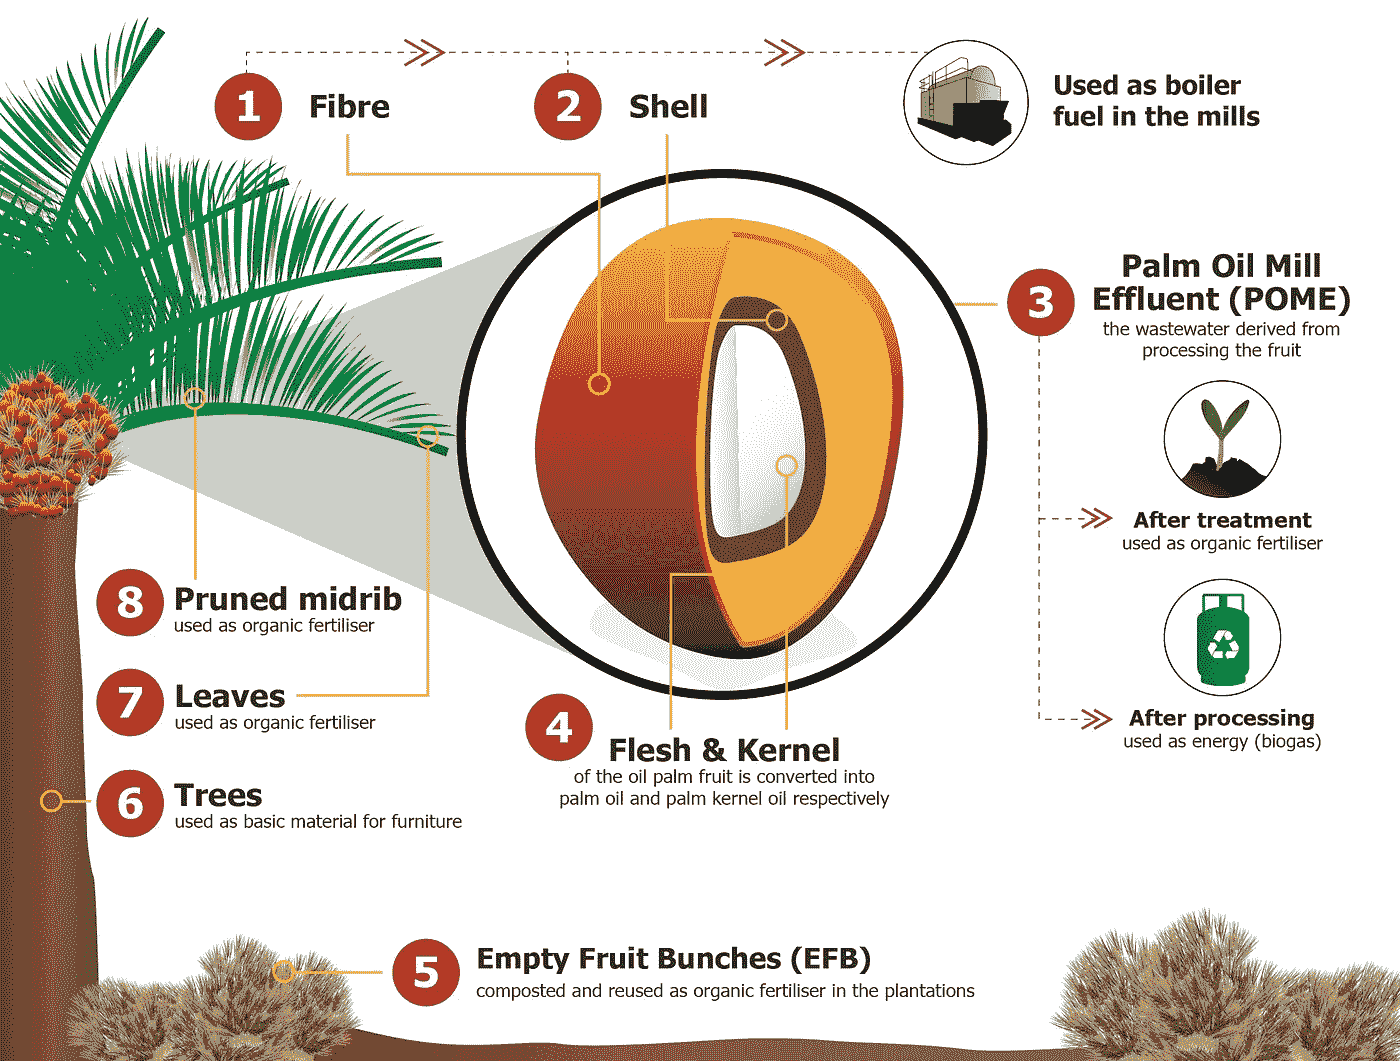 1
Fibre
2
Shell
Used as boiler
fuel in the mills
3
Palm Oil Mill
Effluent (POME)
the wastewater derived from
processing the fruit
After treatment
used as organic fertiliser
After processing
used as energy (biogas)
4
Flesh & Kernel
of the oil palm fruit is converted into
palm oil and palm kernel oil respectively
8
Pruned midrib
used as organic fertiliser
7
Leaves
used as organic fertiliser
6
Trees
used as basic material for furniture
5
Empty Fruit Bunches (EFB)
composted and reused as organic fertiliser in the plantations